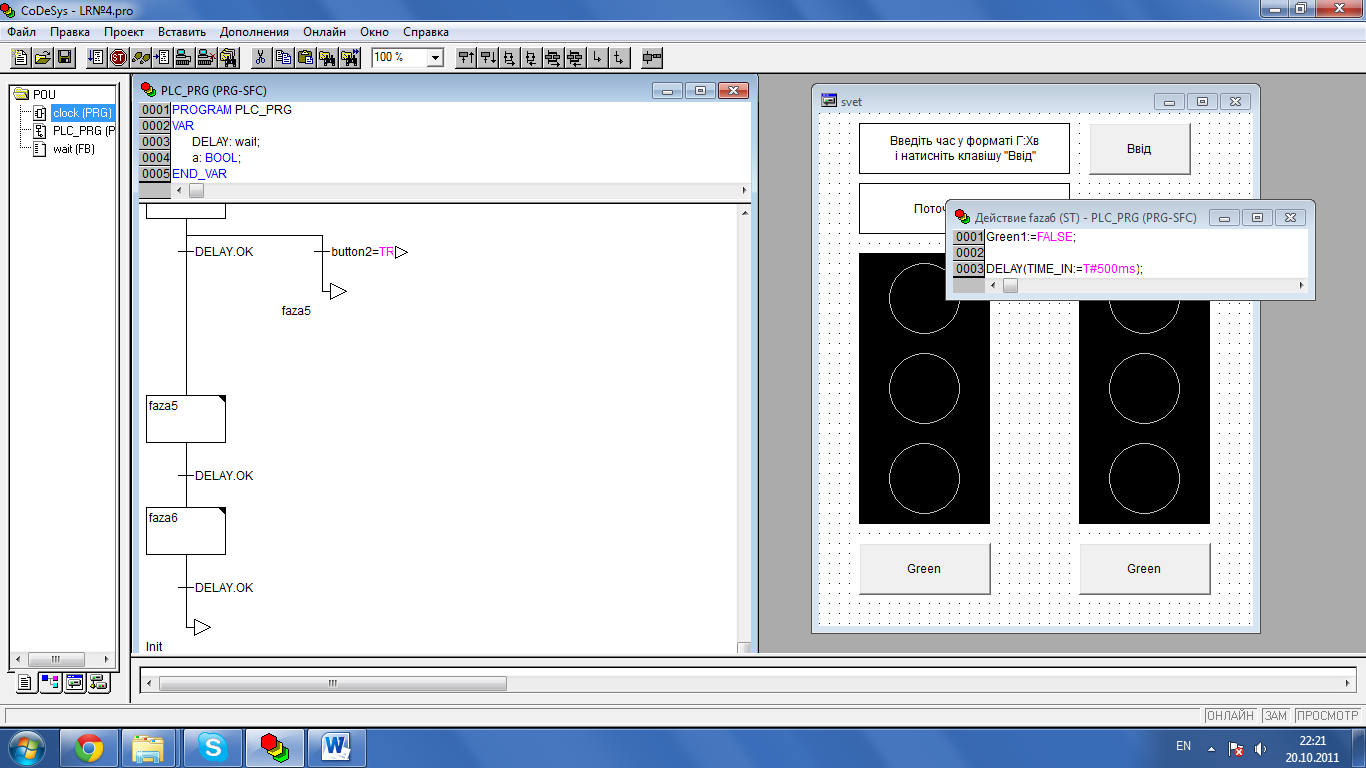 CoDeSys - LRNº4.pro
Файл Правка Проект Вставить Дополнения Онлайн Окно Справка
100 %
POU
clock (PRG)
PLC_PRG (P
wait (FB)
PLC_PRG (PRG-SFC)
0001 PROGRAM PLC_PRG
0002 VAR
0003 DELAY: wait;
0004 a: BOOL;
0005 END_VAR
DELAY.OK button2=TR
faza5
faza5
DELAY.OK
faza6
DELAY.OK
Init
svet
Введіть час у форматі Г:Хв
і натисніть клавішу "Ввід"
Ввід
Поточ
Действие faza6 (ST) - PLC_PRG (PRG-SFC)
0001 Green1:=FALSE;
0002
0003 DELAY(TIME_IN:=T#500ms);
Green Green
ОНЛАЙН ЗАМ ПРОСМОТР
EN
22:21
20.10.2011